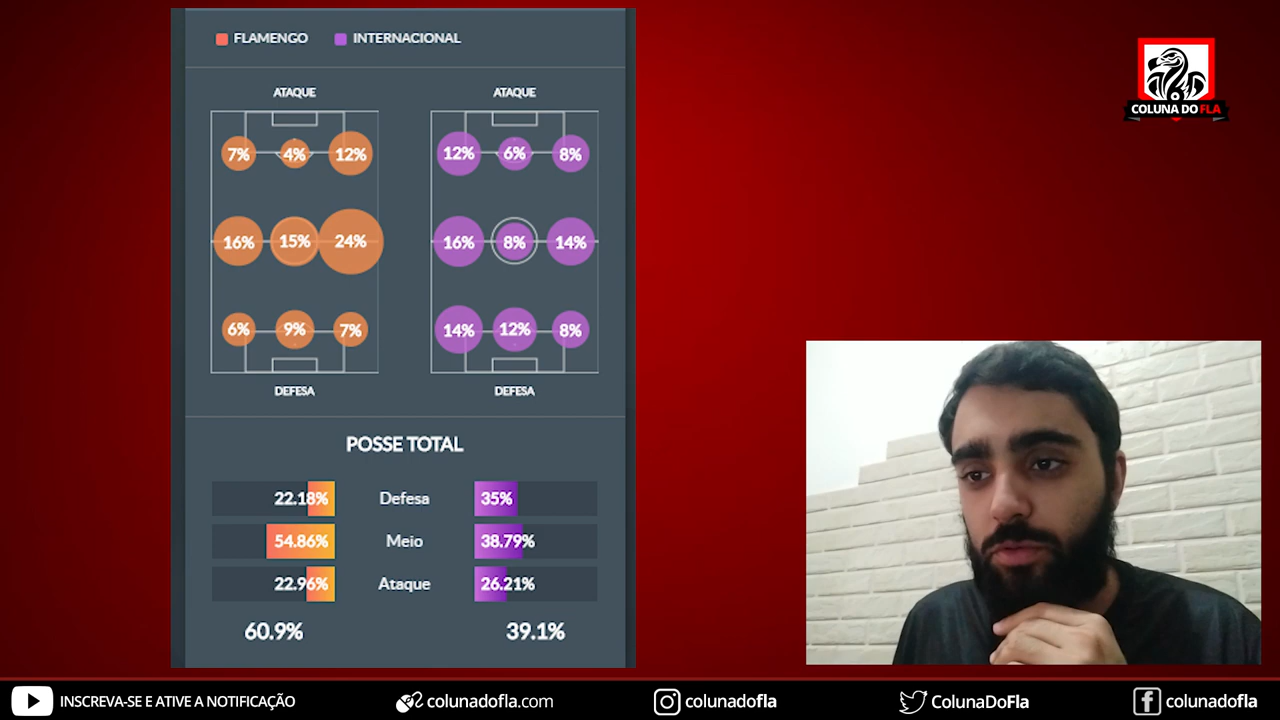 FLAMENGO INTERNACIONAL
ATAQUE ATAQUE
7% 4% 12% 12% 6% 8%
16% 15% 24% 16% 8% 14%
6% 9% 7% 14% 12% 8%
DEFESA DEFESA
POSSE TOTAL
22.18% Defesa 35%
54.86% Meio 38.79%
22.96% Ataque 26.21%
60.9% 39.1%
COLUNA DO FLA
INSCREVA-SE E ATIVE A NOTIFICAÇÃO colunadofla.com colunadofla ColunaDoFla colunadofla